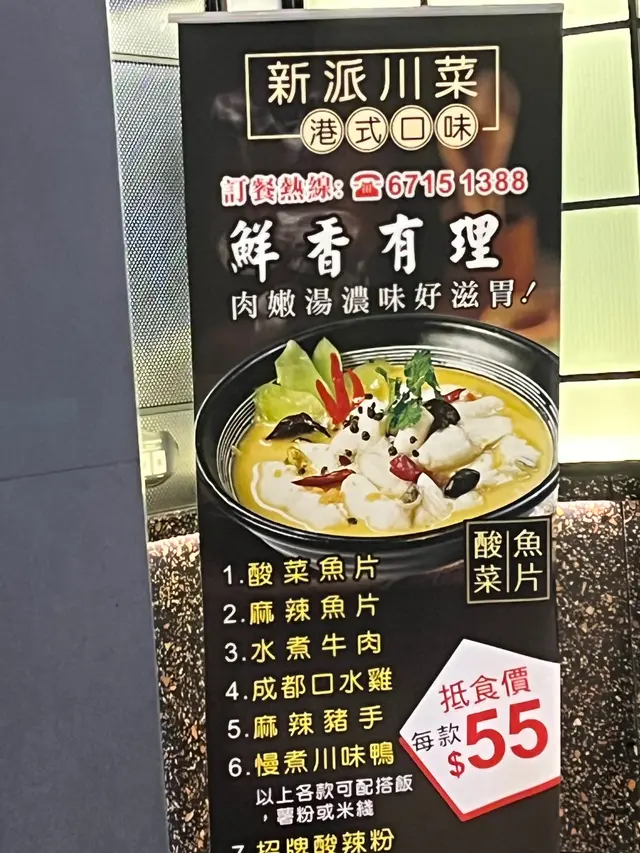 新派川菜
港式口味
訂餐熱線:☎6715 1388
鮮香有理
肉嫩湯濃味好滋胃!
酸菜魚片
1.酸菜魚片
2.麻辣魚片
3.水煮牛肉
4.成都口水雞
5.麻辣豬手
6.慢煮川味鴨
以上各款可配搭飯
，薯粉或米綫
7.招牌酸辣粉
抵食價
每款
$55